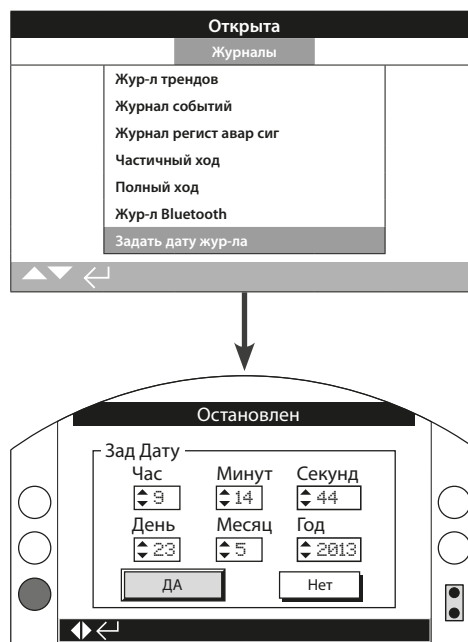 Открыта
Журналы
Жур-л трендов
Журнал событий
Журнал регист авар сиг
Частичный ход
Полный ход
Жур-л Bluetooth
Задать дату жур-ла
Остановлен
Зад Дату
Час Минут Секунд
9 14 44
День Месяц Год
23 5 2013
ДА Нет